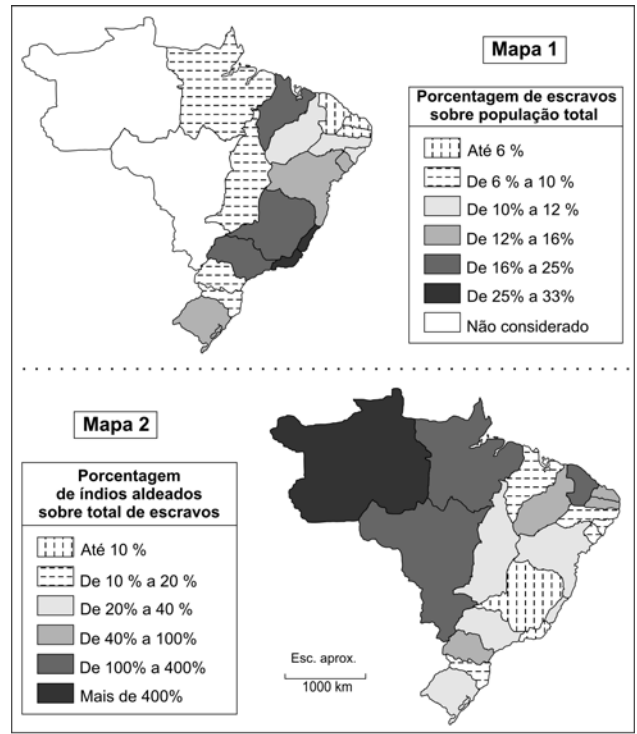 Mapa 1
Porcentagem de escravos
sobre população total
Até 6 %
De 6 % a 10 %
De 10% a 12 %
De 12% a 16%
De 16% a 25%
De 25% a 33%
Não considerado
Mapa 2
Porcentagem
de índios aldeados
sobre total de escravos
Até 10 %
De 10 % a 20 %
De 20% a 40 %
De 40% a 100%
De 100% a 400%
Mais de 400%
Esc. aprox.
1000 km